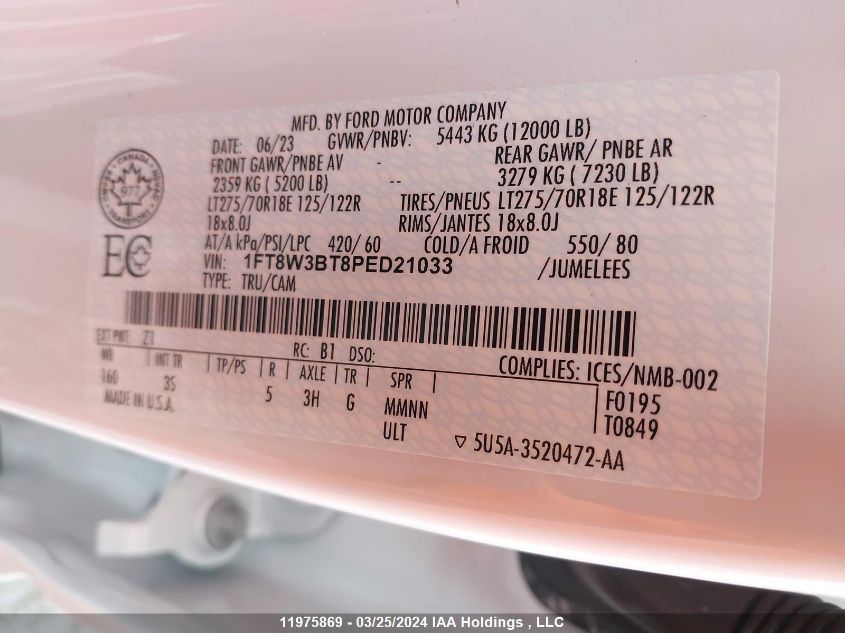 MFD. BY FORD MOTOR COMPANY
DATE: 06/23 GVWR/PNBV: 5443 KG (12000 LB)
FRONT GAWR/PNBE AV - REAR GAWR/ PNBE AR
2359 KG ( 5200 LB) -- 3279 KG ( 7230 LB)
LT275/70R18E 125/122R TIRES/PNEUS LT275/70R18E 125/122R
18x8.0J RIMS/JANTES 18x8.0J
AT/A kPa/PSI/LPC 420/ 60 COLD/A FROID 550/ 80
VIN: 1FT8W3BT8PED21033 /JUMELEES
TYPE: TRU/CAM
CANADA
977
TRANSPORT
EC
EXT PNT: Z1 RC: B1 DSO: COMPLIES: ICES/NMB-002
WB INT TR TP/PS R AXLE TR SPR F0195
160 3S 5 3H G MMNN T0849
MADE IN U.S.A. ULT 5U5A-3520472-AA
11975869 - 03/25/2024 IAA Holdings , LLC